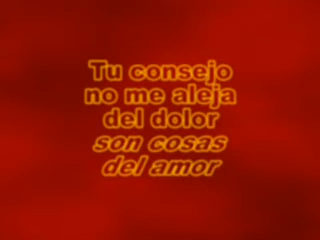 Tu consejo
no me aleja
del dolor
son cosas
del amor